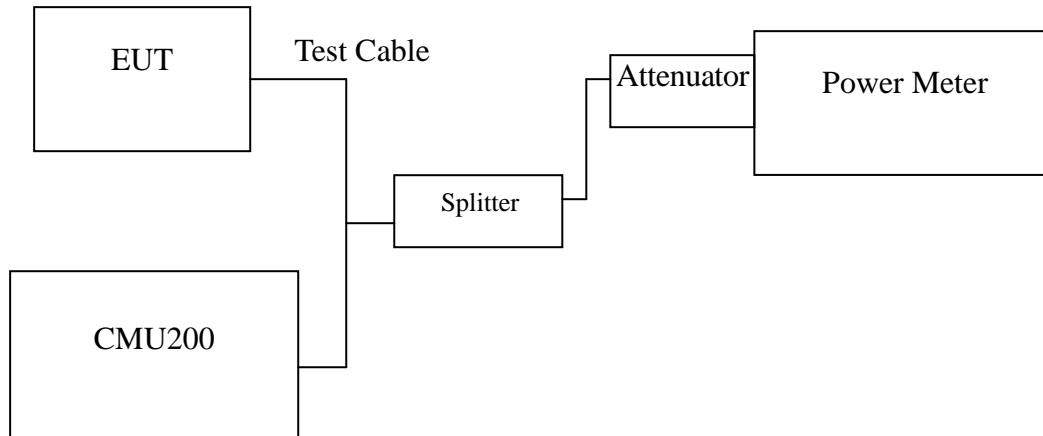 EUT
Test Cable
Attenuator
Power Meter
Splitter
CMU200